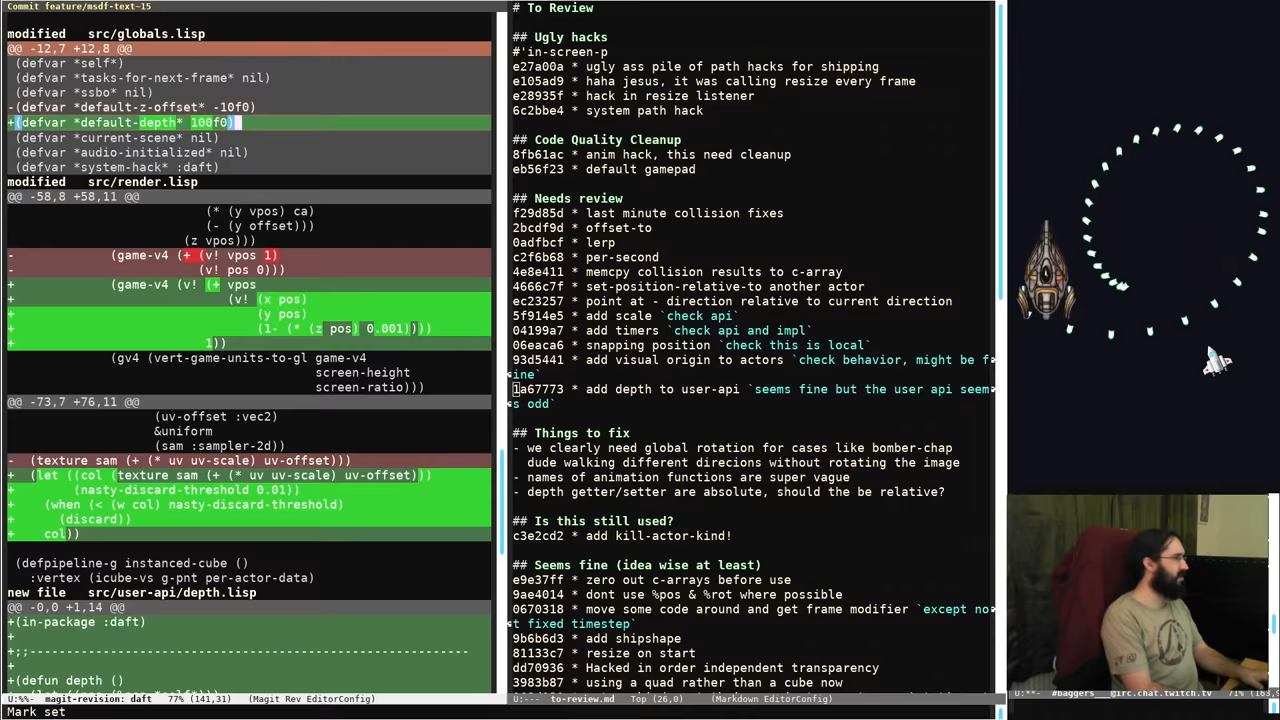 Commit feature/msdf-text~15
modified   src/globals.lisp
@@ -12,7 +12,8 @@
 (defvar *self*)
 (defvar *tasks-for-next-frame* nil)
 (defvar *ssbo* nil)
-(defvar *default-z-offset* -10f0)
+(defvar *default-depth* 100f0)
 (defvar *current-scene* nil)
 (defvar *audio-initialized* nil)
 (defvar *system-hack* :daft)
modified   src/render.lisp
@@ -58,8 +58,11 @@
(* (y vpos) ca)
(- (y offset)))
(z vpos)))
-              (game-v4 (+ (v! vpos 1)
-                          (v! pos 0)))
+              (game-v4 (v! (+ vpos
+                              (v! (x pos)
+                                  (y pos)
+                                  (1- (* (z pos) 0.001))))
+                           1))
(gv4 (vert-game-units-to-gl game-v4
screen-height
screen-ratio)))
@@ -73,7 +76,11 @@
(uv-offset :vec2)
&uniform
(sam :sampler-2d))
-  (texture sam (+ (* uv uv-scale) uv-offset)))
+  (let ((col (texture sam (+ (* uv uv-scale) uv-offset)))
+        (nasty-discard-threshold 0.01))
+    (when (< (w col) nasty-discard-threshold)
+      (discard))
+    col))
 (defpipeline-g instanced-cube ()
   :vertex (icube-vs g-pnt per-actor-data)
new file   src/user-api/depth.lisp
@@ -0,0 +1,14 @@
+(in-package :daft)
+
+;;------------------------------------------------------------
+
+(defun depth ()
U:%%-  magit-revision: daft   77% (141,31)     (Magit Rev EditorConfig)
Mark set
# To Review
## Ugly hacks
#'in-screen-p
e27a00a * ugly ass pile of path hacks for shipping
e105ad9 * haha jesus, it was calling resize every frame
e28935f * hack in resize listener
6c2bbe4 * system path hack
## Code Quality Cleanup
8fb61ac * anim hack, this need cleanup
eb56f23 * default gamepad
## Needs review
f29d85d * last minute collision fixes
2bcdf9d * offset-to
0adfbcf * lerp
c2f6b68 * per-second
4e8e411 * memcpy collision results to c-array
4666c7f * set-position-relative-to another actor
ec23257 * point at - direction relative to current direction
5f914e5 * add scale `check api`
04199a7 * add timers `check api and impl`
06eaca6 * snapping position `check this is local`
93d5441 * add visual origin to actors `check behavior, might be f
ine`
1a67773 * add depth to user-api `seems fine but the user api seem
s odd`
## Things to fix
- we clearly need global rotation for cases like bomber-chap
  dude walking different direcions without rotating the image
- names of animation functions are super vague
- depth getter/setter are absolute, should the be relative?
## Is this still used?
c3e2cd2 * add kill-actor-kind!
## Seems fine (idea wise at least)
e9e37ff * zero out c-arrays before use
9ae4014 * dont use %pos & %rot where possible
0670318 * move some code around and get frame modifier `except no
t fixed timestep`
9b6b6d3 * add shipshape
81133c7 * resize on start
dd70936 * Hacked in order independent transparency
3983b87 * using a quad rather than a cube now
U:---  to-review.md   Top (26,0)     (Markdown EditorConfig)
U:**-  #baggers___@irc.chat.twitch.tv   71% (163,9